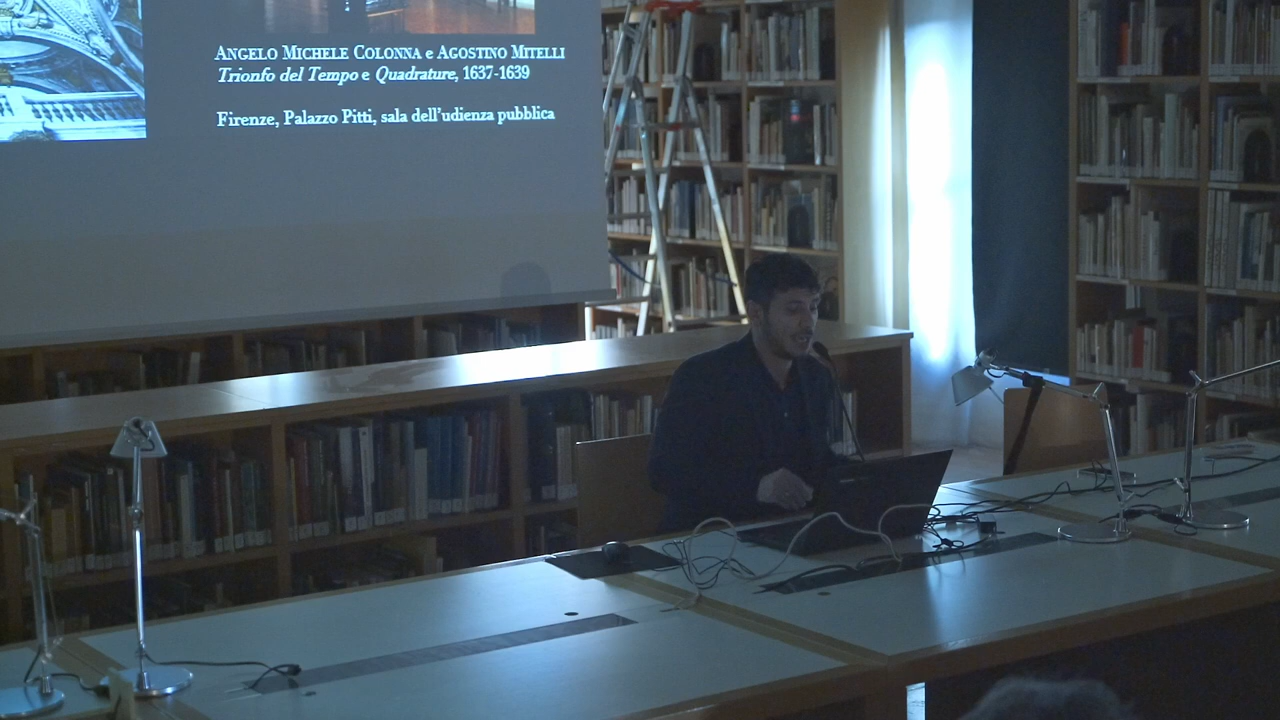 ANGELO MICHELE COLONNA e AGOSTINO MITELLI
Trionfo del Tempo e Quadrature, 1637-1639
Firenze, Palazzo Pitti, sala dell'udienza pubblica